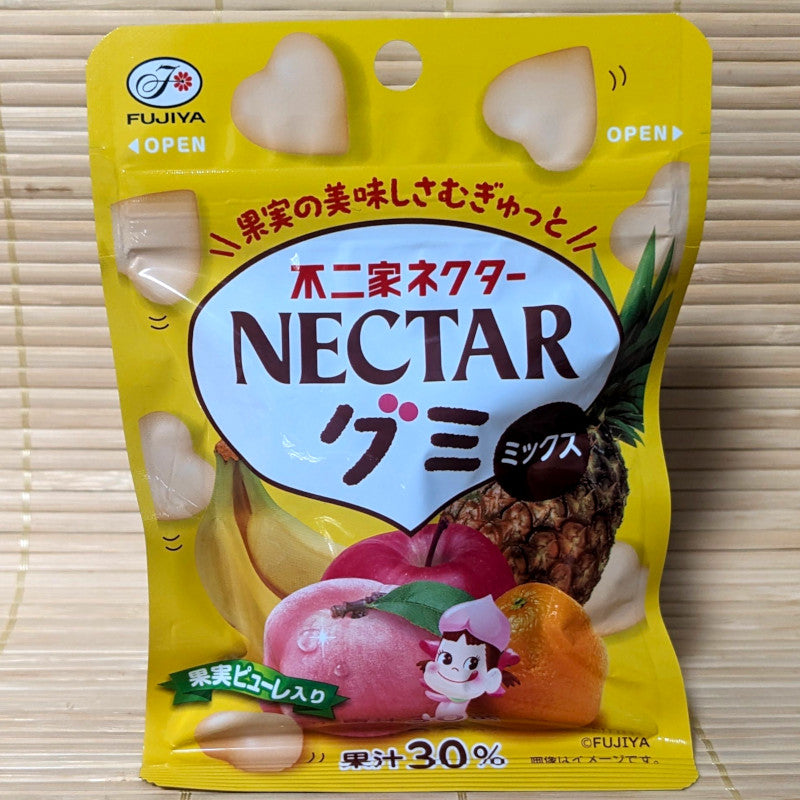 FUJIYA
◀OPEN
OPEN▶
果実の美味しさむぎゅっと
不二家ネクター
NECTAR
グミ
ミックス
果実ピューレ入り
©FUJIYA
果汁30%
画像はイメージです。